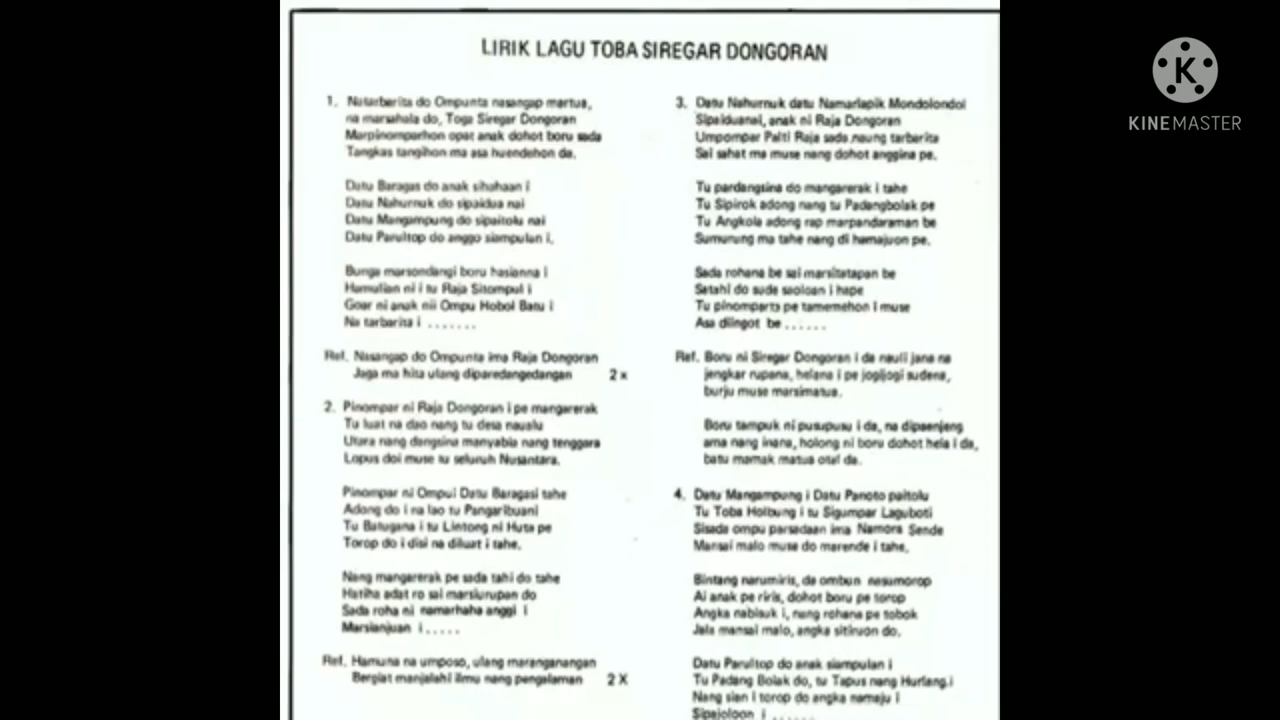 LIRIK LAGU TOBA SIREGAR DONGORAN
1. Natarberita do Ompunta nasangap martua,
na marsahala do, Toga Siregar Dongoran
Marpinomparhon opat anak dohot boru sada
Tangkas tangihon ma asa huendehon da.
Datu Baragas do anak sihahaan i
Datu Nahurnuk do sipaidua nai
Datu Mangampung do sipaitolu nai
Datu Parultop do anggo siampulan i.
Bunga marsondangi boru hasianna i
Hamulian ni i tu Raja Sitompul i
Goar ni anak nii Ompu Hobol Batu i
Na tarbarita i .......
Ref. Nasangap do Ompunta ima Raja Dongoran
Jaga ma hita ulang diparedangedangan 2 x
2. Pinompar ni Raja Dongoran i pe mangarerak
Tu luat na dao nang tu desa naualu
Utara nang dangsina manyabia nang tenggara
Lopus doi muse tu seluruh Nusantara.
Pinompar ni Ompui Datu Baragasi tahe
Adong do i na lao tu Pangaribuani
Tu Batugana i tu Lintong ni Huta pe
Torop do i disi na diluat i tahe.
Nang mangarerak pe sada tahi do tahe
Hatiha adat ro sai marsiurupan do
Sada roha ni namarhaha anggi i
Marsianjuan i .....
Ref. Hamuna na umposo, ulang maranganangan
Bergiat manjalahi ilmu nang pengalaman 2 X
3. Datu Nahurnuk datu Namarlapik Mondolondol
Sipaiduanai, anak ni Raja Dongoran
Umpompar Palti Raja sada naung tarberita
Sai sahat ma muse nang dohot anggina pe.
Tu pardangsina do mangarerak i tahe
Tu Sipirok adong nang tu Padangbolak pe
Tu Angkola adong rap marpandaraman be
Sumurung ma tahe nang di hamajuon pe.
Sada rohana be sai marsitatapan be
Satahi do sude saoloan i hape
Tu pinomparta pe tamemehon i muse
Asa diingot be ......
Ref. Boru ni Siregar Dongoran i da nauli jana na
jengkar rupana, helana i pe jogijogi sudena,
burju muse marsimatua.
Boru tampuk ni pusupusu i da, na dipaenjeng
ama nang inana, holong ni boru dohot hela i da,
batu mamak matua otal da.
4. Datu Mangampung i Datu Panoto paitolu
Tu Toba Holbung i tu Sigumpar Laguboti
Sisada ompu parsadaan ima Namora Sende
Mansai malo muse do marende i tahe.
Bintang narumiris, da ombun nasumorop
Ai anak pe riris, dohot boru pe torop
Angka nabisuk i, nang rohana pe tobok
Jala mansai malo, angka sitiruon do.
Datu Parultop do anak siampulan i
Tu Padang Bolak do, tu Tapus nang Hurlang i
Nang sian i torop do angka namaju i
Sipajoloon i .......
KINEMASTER